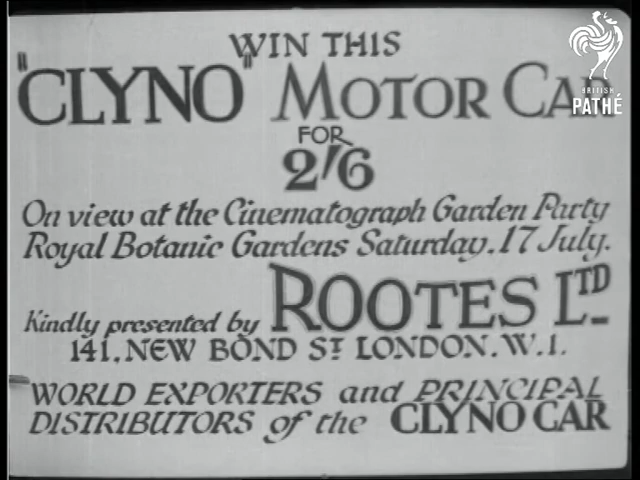 WIN THIS
"CLYNO" MOTOR CAR
FOR
2/6
On view at the Cinematograph Garden Party
Royal Botanic Gardens Saturday. 17 July.
Kindly presented by ROOTES LTD
141, NEW BOND ST LONDON. W.1.
WORLD EXPORTERS and PRINCIPAL
DISTRIBUTORS of the CLYNO CAR
BRITISH
PATHÉ